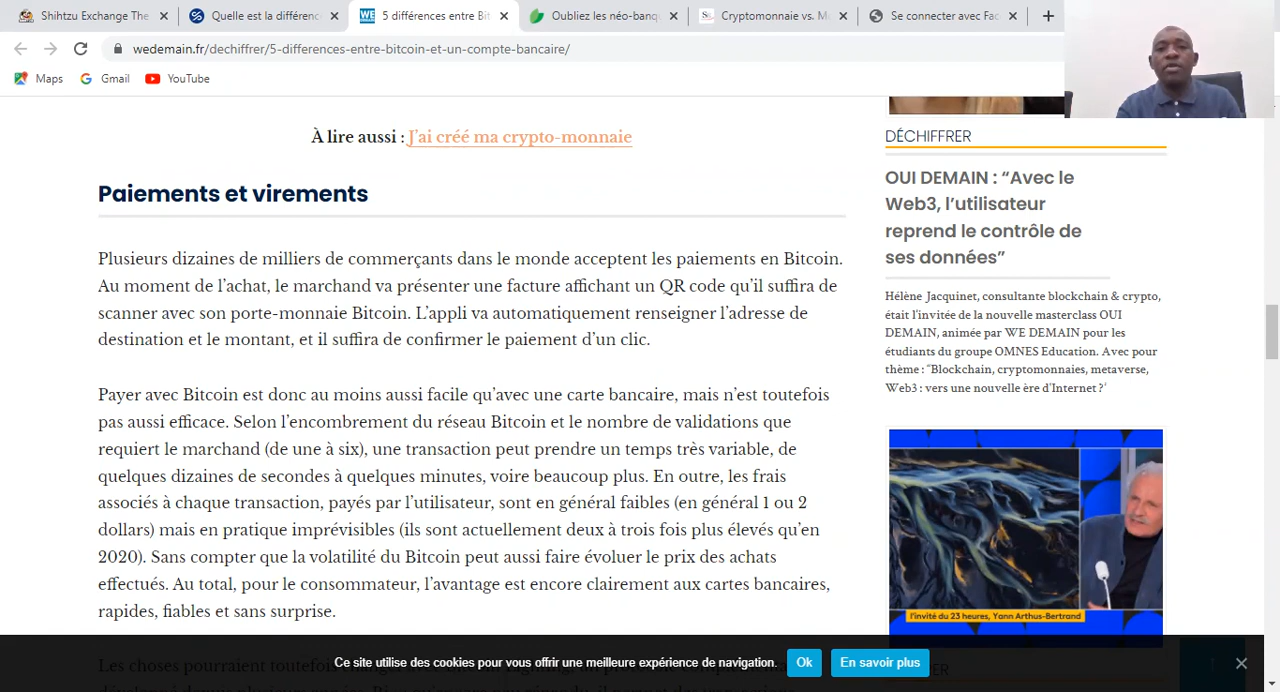 Shihtzu Exchange The
Quelle est la différenc
5 différences entre Bit
Oubliez les néo-banq
Cryptomonnaie vs. M
Se connecter avec Fac
wedemain.fr/dechiffrer/5-differences-entre-bitcoin-et-un-compte-bancaire/
Maps
Gmail
YouTube
À lire aussi : J’ai créé ma crypto-monnaie
Paiements et virements
Plusieurs dizaines de milliers de commerçants dans le monde acceptent les paiements en Bitcoin.
Au moment de l’achat, le marchand va présenter une facture affichant un QR code qu’il suffira de
scanner avec son porte-monnaie Bitcoin. L’appli va automatiquement renseigner l’adresse de
destination et le montant, et il suffira de confirmer le paiement d’un clic.
Payer avec Bitcoin est donc au moins aussi facile qu’avec une carte bancaire, mais n’est toutefois
pas aussi efficace. Selon l’encombrement du réseau Bitcoin et le nombre de validations que
requiert le marchand (de une à six), une transaction peut prendre un temps très variable, de
quelques dizaines de secondes à quelques minutes, voire beaucoup plus. En outre, les frais
associés à chaque transaction, payés par l’utilisateur, sont en général faibles (en général 1 ou 2
dollars) mais en pratique imprévisibles (ils sont actuellement deux à trois fois plus élevés qu’en
2020). Sans compter que la volatilité du Bitcoin peut aussi faire évoluer le prix des achats
effectués. Au total, pour le consommateur, l’avantage est encore clairement aux cartes bancaires,
rapides, fiables et sans surprise.
Les choses pourraient toutefois
DÉCHIFFRER
OUI DEMAIN : “Avec le
Web3, l’utilisateur
reprend le contrôle de
ses données”
Hélène Jacquinet, consultante blockchain & crypto,
était l’invitée de la nouvelle masterclass OUI
DEMAIN, animée par WE DEMAIN pour les
étudiants du groupe OMNES Education. Avec pour
thème : “Blockchain, cryptomonnaies, metaverse,
Web3 : vers une nouvelle ère d’Internet ?’
l’invité du 23 heures, Yann Arthus-Bertrand
Ce site utilise des cookies pour vous offrir une meilleure expérience de navigation.
Ok
En savoir plus